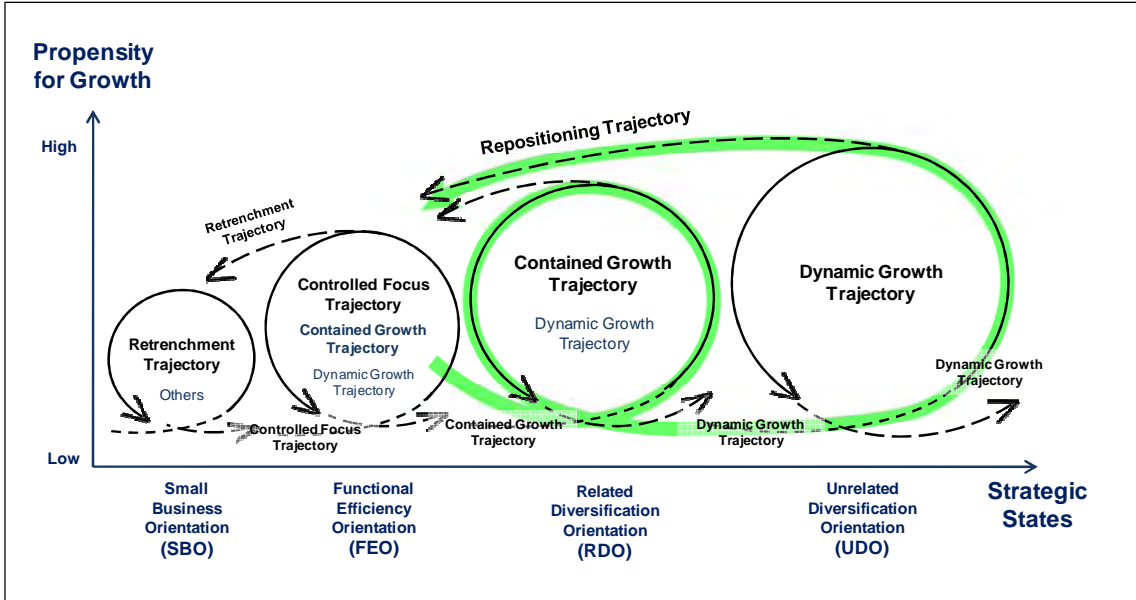 Propensity
for Growth
High
Low
Repositioning Trajectory
Retrenchment
Trajectory
Retrenchment
Trajectory
Others
Controlled Focus
Trajectory
Contained Growth
Trajectory
Dynamic Growth
Trajectory
Contained Growth
Trajectory
Dynamic Growth
Trajectory
Dynamic Growth
Trajectory
Controlled Focus
Trajectory
Contained Growth
Trajectory
Dynamic Growth
Trajectory
Dynamic Growth
Trajectory
Small
Business
Orientation
(SBO)
Functional
Efficiency
Orientation
(FEO)
Related
Diversification
Orientation
(RDO)
Unrelated
Diversification
Orientation
(UDO)
Strategic
States